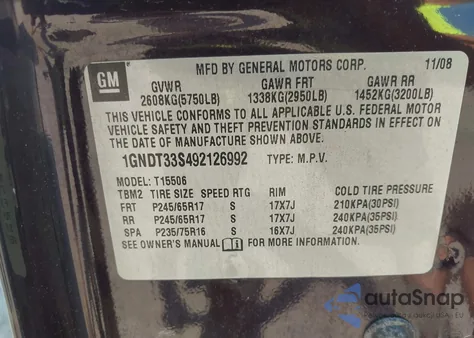 MFD BY GENERAL MOTORS CORP. 11/08
GM
GVWR GAWR FRT GAWR RR
2608KG(5750LB) 1338KG(2950LB) 1452KG(3200LB)
THIS VEHICLE CONFORMS TO ALL APPLICABLE U.S. FEDERAL MOTOR
VEHICLE SAFETY AND THEFT PREVENTION STANDARDS IN EFFECT ON
THE DATE OF MANUFACTURE SHOWN ABOVE.
1GNDT33S492126992 TYPE: M.P.V.
MODEL: T15506
TBM2 TIRE SIZE SPEED RTG RIM COLD TIRE PRESSURE
FRT P245/65R17 S 17X7J 210KPA(30PSI)
RR P245/65R17 S 17X7J 240KPA(35PSI)
SPA P235/75R16 S 16X7J 240KPA(35PSI)
SEE OWNER'S MANUAL FOR MORE INFORMATION.
autoSnap